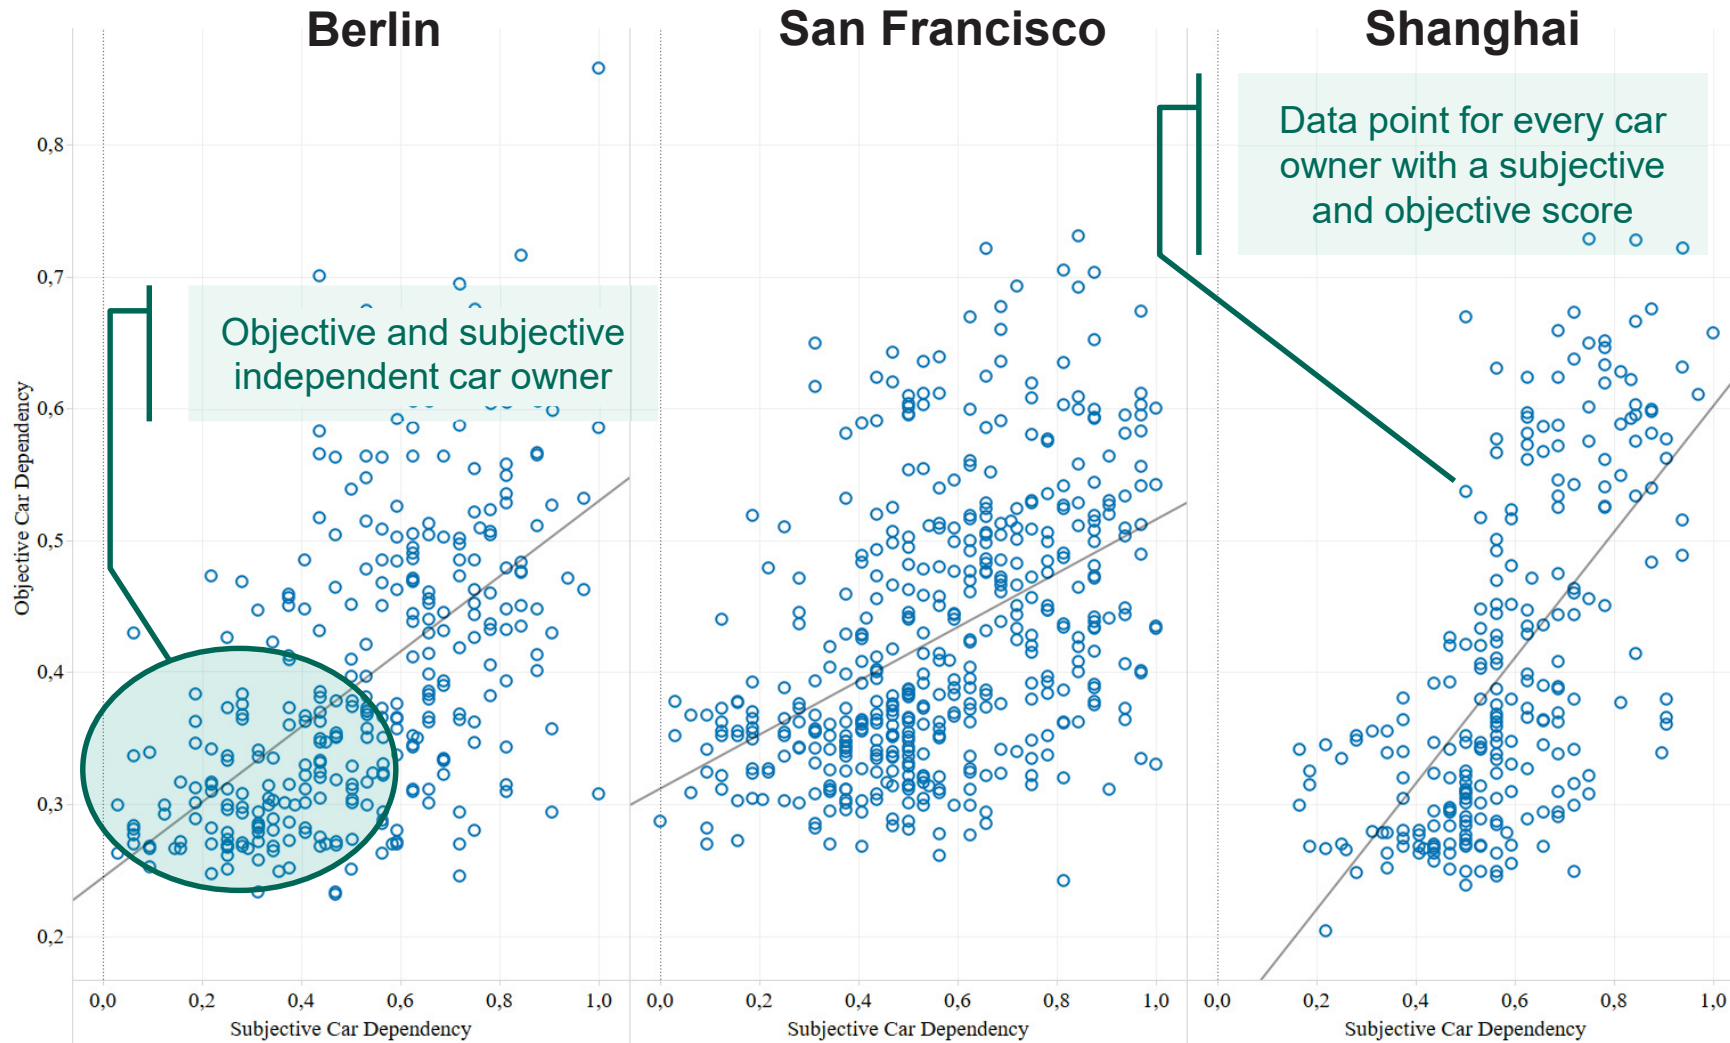 Berlin
San Francisco
Shanghai
Data point for every car
owner with a subjective
and objective score
Objective and subjective
independent car owner
Objective Car Dependency
0,8
0,7
0,6
0,5
0,4
0,3
0,2
0,0 0,2 0,4 0,6 0,8 1,0
Subjective Car Dependency
0,0 0,2 0,4 0,6 0,8 1,0
Subjective Car Dependency
0,0 0,2 0,4 0,6 0,8 1,0
Subjective Car Dependency